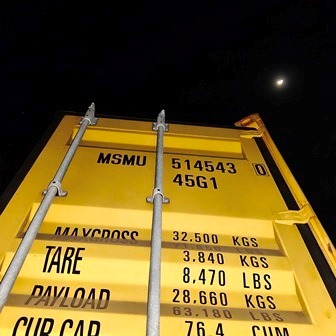 MSMU 514543 0
45G1
MAXGROSS 32.500 KGS
TARE 3.840 KGS
8.470 LBS
PAYLOAD 28.660 KGS
63.180 LBS
CUB.CAP. 76.4 CUM